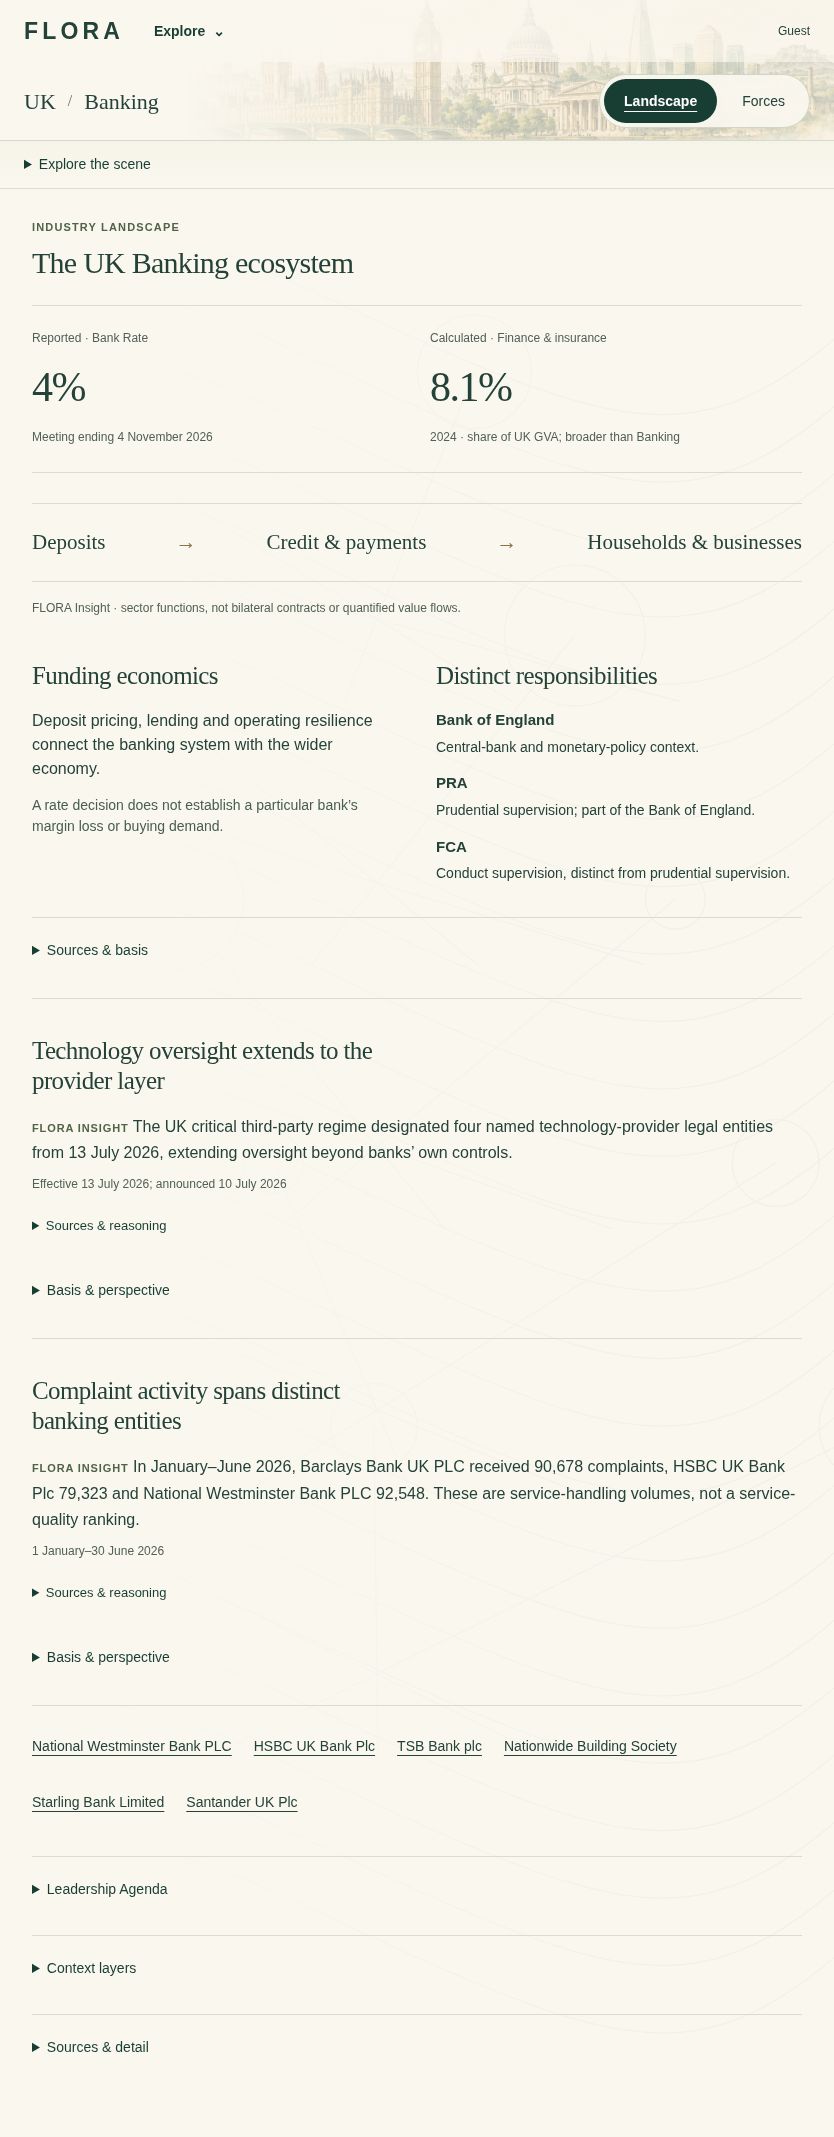 FLORA
Explore
Guest
UK / Banking
Landscape
Forces
Explore the scene
INDUSTRY LANDSCAPE
The UK Banking ecosystem
Reported · Bank Rate
4%
Meeting ending 4 November 2026
Calculated · Finance & insurance
8.1%
2024 · share of UK GVA; broader than Banking
Deposits → Credit & payments → Households & businesses
FLORA Insight · sector functions, not bilateral contracts or quantified value flows.
Funding economics
Deposit pricing, lending and operating resilience
connect the banking system with the wider
economy.
A rate decision does not establish a particular bank's
margin loss or buying demand.
Distinct responsibilities
Bank of England
Central-bank and monetary-policy context.
PRA
Prudential supervision; part of the Bank of England.
FCA
Conduct supervision, distinct from prudential supervision.
Sources & basis
Technology oversight extends to the
provider layer
FLORA INSIGHT The UK critical third-party regime designated four named technology-provider legal entities
from 13 July 2026, extending oversight beyond banks’ own controls.
Effective 13 July 2026; announced 10 July 2026
Sources & reasoning
Basis & perspective
Complaint activity spans distinct
banking entities
FLORA INSIGHT In January–June 2026, Barclays Bank UK PLC received 90,678 complaints, HSBC UK Bank
Plc 79,323 and National Westminster Bank PLC 92,548. These are service-handling volumes, not a service-
quality ranking.
1 January–30 June 2026
Sources & reasoning
Basis & perspective
National Westminster Bank PLC HSBC UK Bank Plc TSB Bank plc Nationwide Building Society
Starling Bank Limited Santander UK Plc
Leadership Agenda
Context layers
Sources & detail